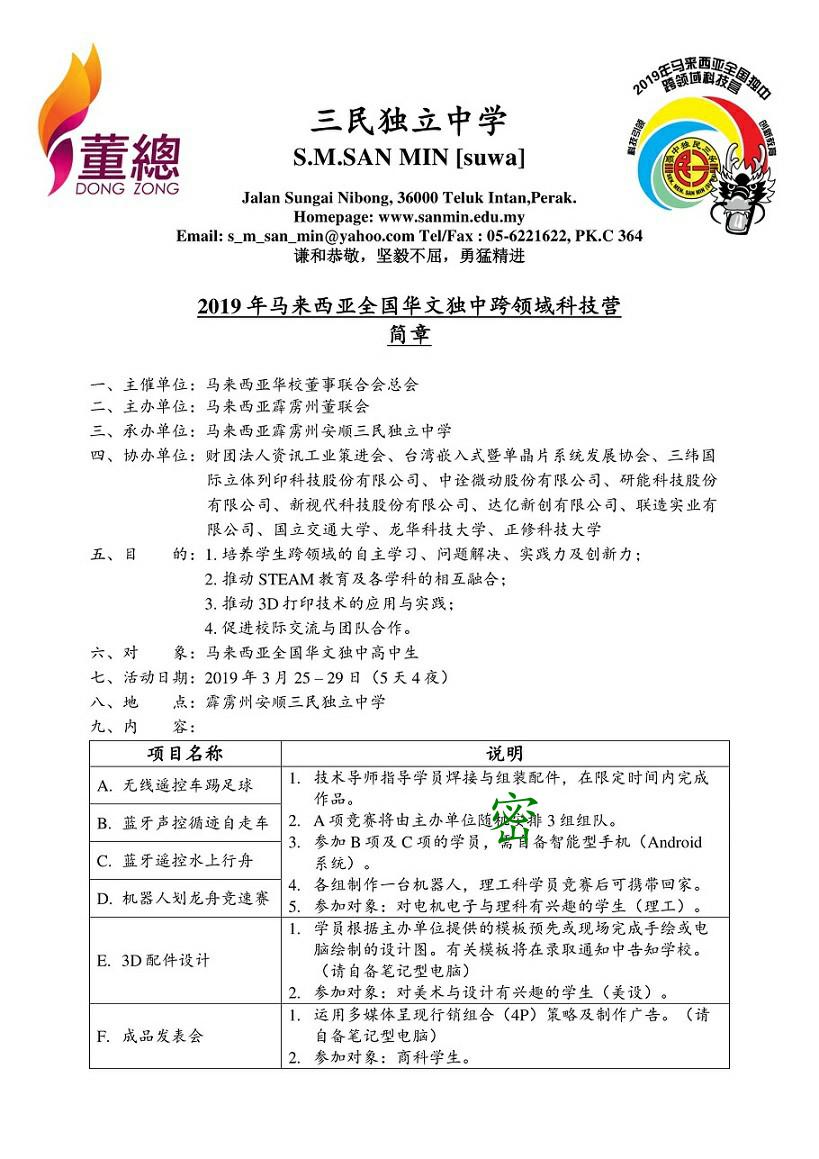 董總
DONG ZONG
2019年马来西亚全国独中
跨领域科技营
科技引领
创新教育
三民独立中学
S.M.SAN MIN [suwa]
Jalan Sungai Nibong, 36000 Teluk Intan,Perak.
Homepage: www.sanmin.edu.my
Email: s_m_san_min@yahoo.com Tel/Fax : 05-6221622, PK.C 364
谦和恭敬，坚毅不屈，勇猛精进
2019 年马来西亚全国华文独中跨领域科技营
简章
一、主催单位：马来西亚华校董事联合会总会
二、主办单位：马来西亚霹雳州董联会
三、承办单位：马来西亚霹雳州安顺三民独立中学
四、协办单位：财团法人资讯工业策进会、台湾嵌入式暨单晶片系统发展协会、三纬国
际立体列印科技股份有限公司、中诠微动股份有限公司、研能科技股份
有限公司、新视代科技股份有限公司、达亿新创有限公司、联造实业有
限公司、国立交通大学、龙华科技大学、正修科技大学
五、目　　的：1. 培养学生跨领域的自主学习、问题解决、实践力及创新力；
2. 推动 STEAM 教育及各学科的相互融合；
3. 推动 3D 打印技术的应用与实践；
4. 促进校际交流与团队合作。
六、对　　象：马来西亚全国华文独中高中生
七、活动日期：2019 年 3 月 25 – 29 日（5 天 4 夜）
八、地　　点：霹雳州安顺三民独立中学
九、内　　容：
项目名称 说明
A. 无线遥控车踢足球
B. 蓝牙声控循迹自走车
C. 蓝牙遥控水上行舟
D. 机器人划龙舟竞速赛
1. 技术导师指导学员焊接与组装配件，在限定时间内完成
作品。
2. A 项竞赛将由主办单位随机安排 3 组组队。
3. 参加 B 项及 C 项的学员，需自备智能型手机（Android
系统）。
4. 各组制作一台机器人，理工科学员竞赛后可携带回家。
5. 参加对象：对电机电子与理科有兴趣的学生（理工）。
密
E. 3D 配件设计
1. 学员根据主办单位提供的模板预先或现场完成手绘或电
脑绘制的设计图。有关模板将在录取通知中告知学校。
（请自备笔记型电脑）
2. 参加对象：对美术与设计有兴趣的学生（美设）。
F. 成品发表会
1. 运用多媒体呈现行销组合（4P）策略及制作广告。（请
自备笔记型电脑）
2. 参加对象：商科学生。